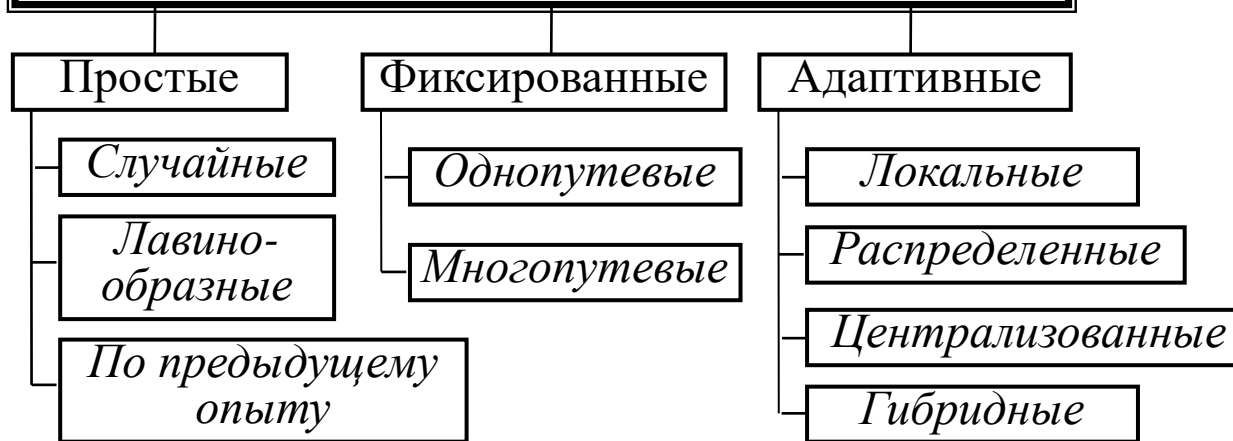 Простые
Случайные
Лавино-
образные
По предыдущему
опыту
Фиксированные
Однопутевые
Многопутевые
Адаптивные
Локальные
Распределенные
Централизованные
Гибридные